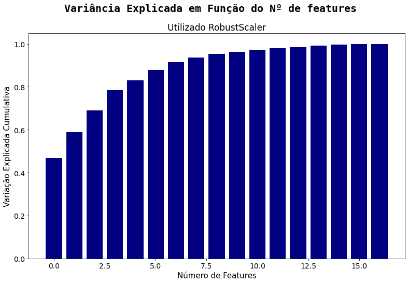 Variância Explicada em Função do Nº de features
Utilizado RobustScaler
Variação Explicada Cumulativa
1.0
0.8
0.6
0.4
0.2
0.0
0.0 2.5 5.0 7.5 10.0 12.5 15.0
Número de Features